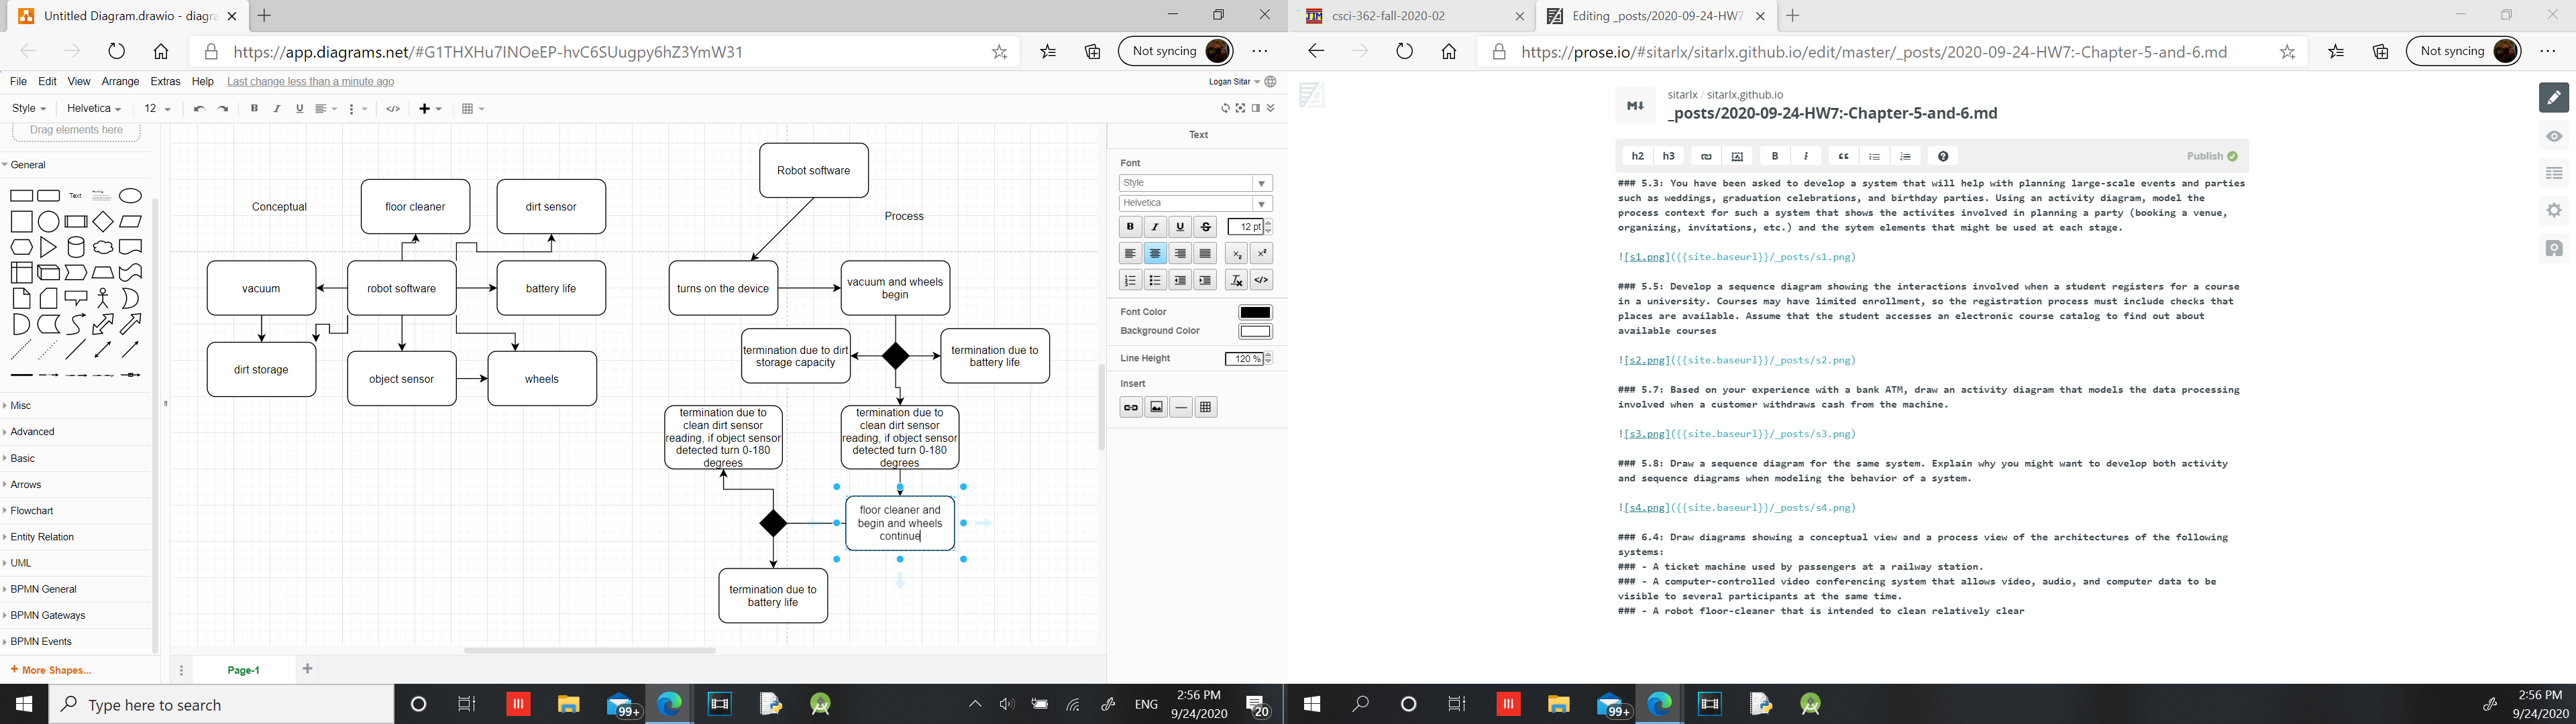 Untitled Diagram.drawio - diagra
https://app.diagrams.net/#G1THXHu7INOeEP-hvC6SUugpy6hZ3YmW31
Not syncing
File Edit View Arrange Extras Help Last change less than a minute ago
Logan Sitar
Style Helvetica 12
Drag elements here
General
Text
Misc
Advanced
Basic
Arrows
Flowchart
Entity Relation
UML
BPMN General
BPMN Gateways
BPMN Events
+ More Shapes...
Conceptual
floor cleaner
dirt sensor
vacuum
robot software
battery life
dirt storage
object sensor
wheels
Robot software
Process
turns on the device
vacuum and wheels
begin
termination due to dirt
storage capacity
termination due to
battery life
termination due to
clean dirt sensor
reading, if object sensor
detected turn 0-180
degrees
termination due to
clean dirt sensor
reading, if object sensor
detected turn 0-180
degrees
floor cleaner and
begin and wheels
continue
termination due to
battery life
Page-1
Text
Font
Style
Helvetica
B I U S 12 pt
Font Color
Background Color
Line Height 120 %
Insert
Type here to search
99+
ENG
2:56 PM
9/24/2020
20
csci-362-fall-2020-02
Editing _posts/2020-09-24-HW7
https://prose.io/#sitarlx/sitarlx.github.io/edit/master/_posts/2020-09-24-HW7:-Chapter-5-and-6.md
Not syncing
M↓
sitarlx / sitarlx.github.io
_posts/2020-09-24-HW7:-Chapter-5-and-6.md
h2 h3 B i Publish
### 5.3: You have been asked to develop a system that will help with planning large-scale events and parties
such as weddings, graduation celebrations, and birthday parties. Using an activity diagram, model the
process context for such a system that shows the activites involved in planning a party (booking a venue,
organizing, invitations, etc.) and the sytem elements that might be used at each stage.
![s1.png]({{site.baseurl}}/_posts/s1.png)
### 5.5: Develop a sequence diagram showing the interactions involved when a student registers for a course
in a university. Courses may have limited enrollment, so the registration process must include checks that
places are available. Assume that the student accesses an electronic course catalog to find out about
available courses
![s2.png]({{site.baseurl}}/_posts/s2.png)
### 5.7: Based on your experience with a bank ATM, draw an activity diagram that models the data processing
involved when a customer withdraws cash from the machine.
![s3.png]({{site.baseurl}}/_posts/s3.png)
### 5.8: Draw a sequence diagram for the same system. Explain why you might want to develop both activity
and sequence diagrams when modeling the behavior of a system.
![s4.png]({{site.baseurl}}/_posts/s4.png)
### 6.4: Draw diagrams showing a conceptual view and a process view of the architectures of the following
systems:
### - A ticket machine used by passengers at a railway station.
### - A computer-controlled video conferencing system that allows video, audio, and computer data to be
visible to several participants at the same time.
### - A robot floor-cleaner that is intended to clean relatively clear
99+
2:56 PM
9/24/2020